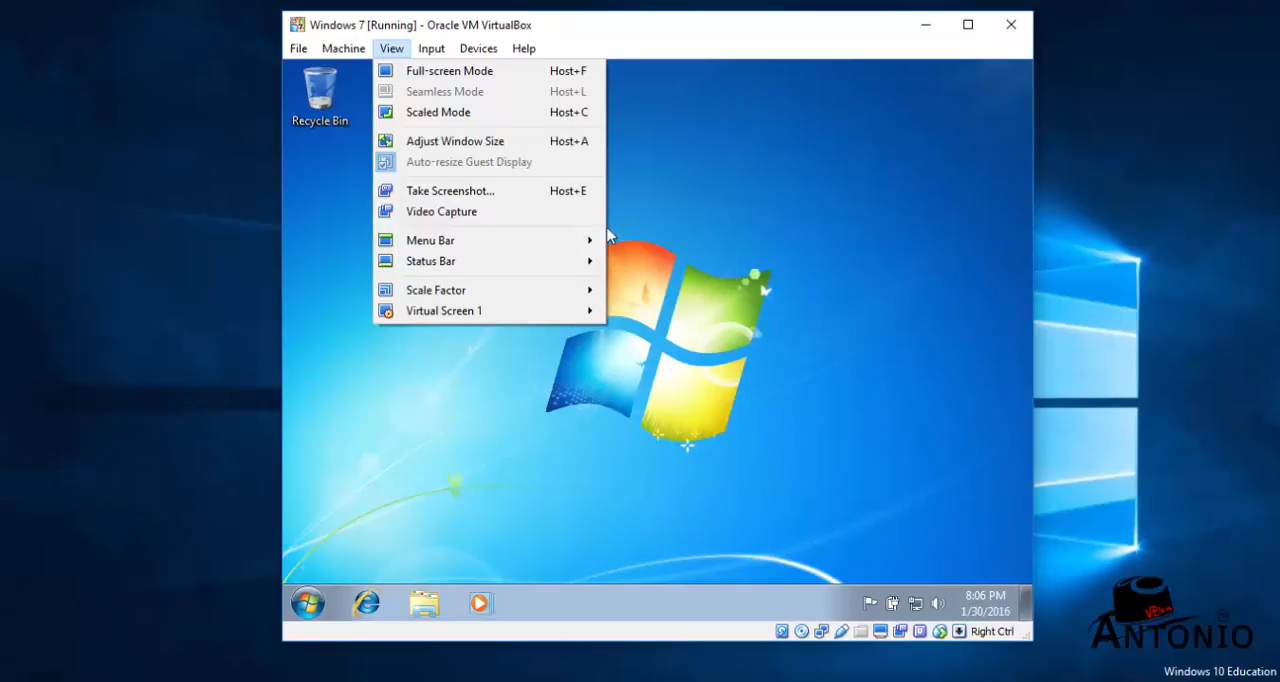 Windows 7 [Running] - Oracle VM VirtualBox
File Machine View Input Devices Help
Recycle Bin
Full-screen Mode Host+F
Seamless Mode Host+L
Scaled Mode Host+C
Adjust Window Size Host+A
Auto-resize Guest Display
Take Screenshot... Host+E
Video Capture
Menu Bar
Status Bar
Scale Factor
Virtual Screen 1
8:06 PM
1/30/2016
Right Ctrl
ANTONIO
Windows 10 Education